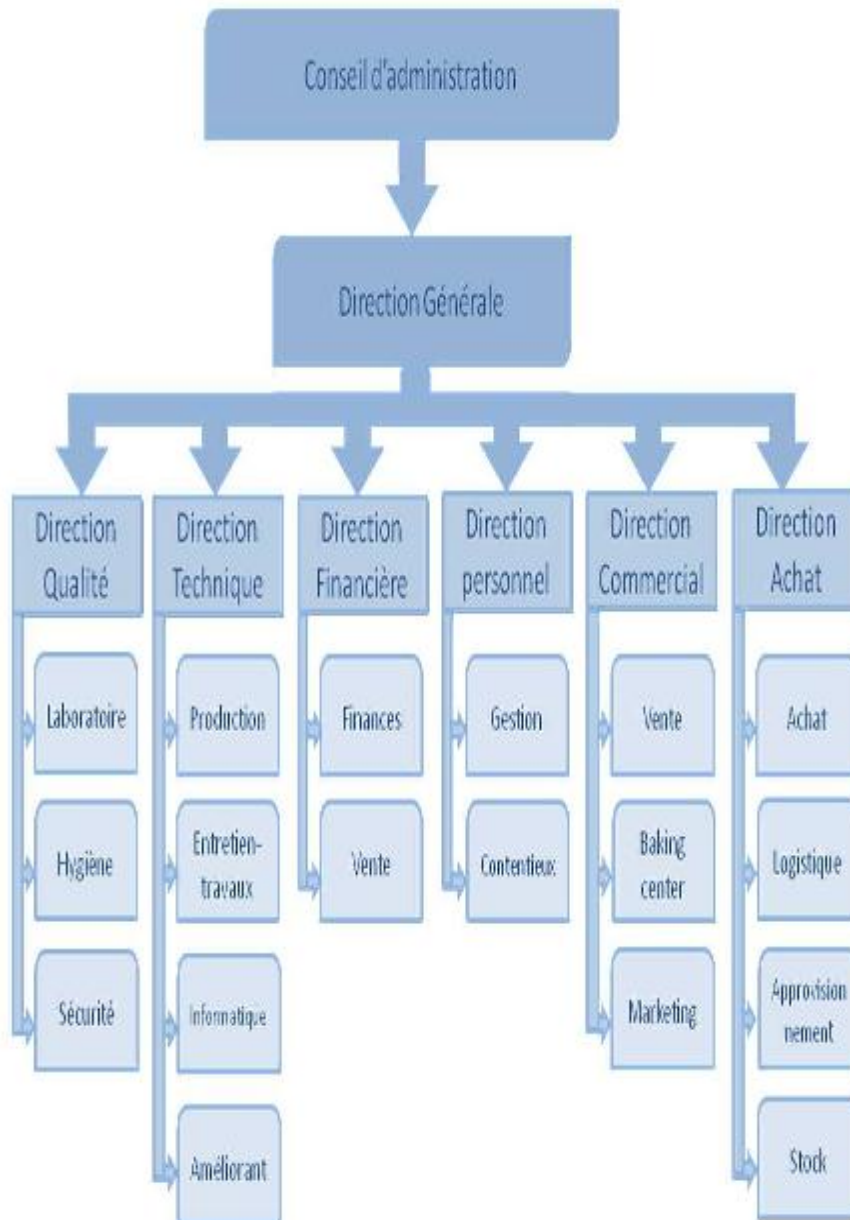 Conseil d'administration
Direction Générale
Direction
Qualité
Laboratoire
Hygiène
Sécurité
Direction
Technique
Production
Entretien-
travaux
Informatique
Améliorant
Direction
Financière
Finances
Vente
Direction
personnel
Gestion
Contentieux
Direction
Commercial
Vente
Baking
center
Marketing
Direction
Achat
Achat
Logistique
Approvision
nement
Stock